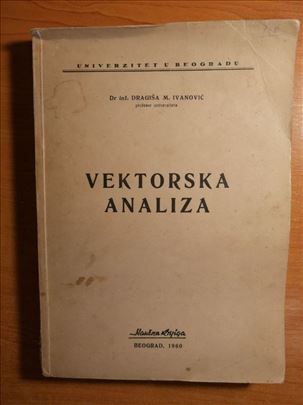 UNIVERZITET U BEOGRADU
Dr inž. DRAGIŠA M. IVANOVIĆ
profesor univerziteta
VEKTORSKA
ANALIZA
Naučna knjiga
BEOGRAD, 1960